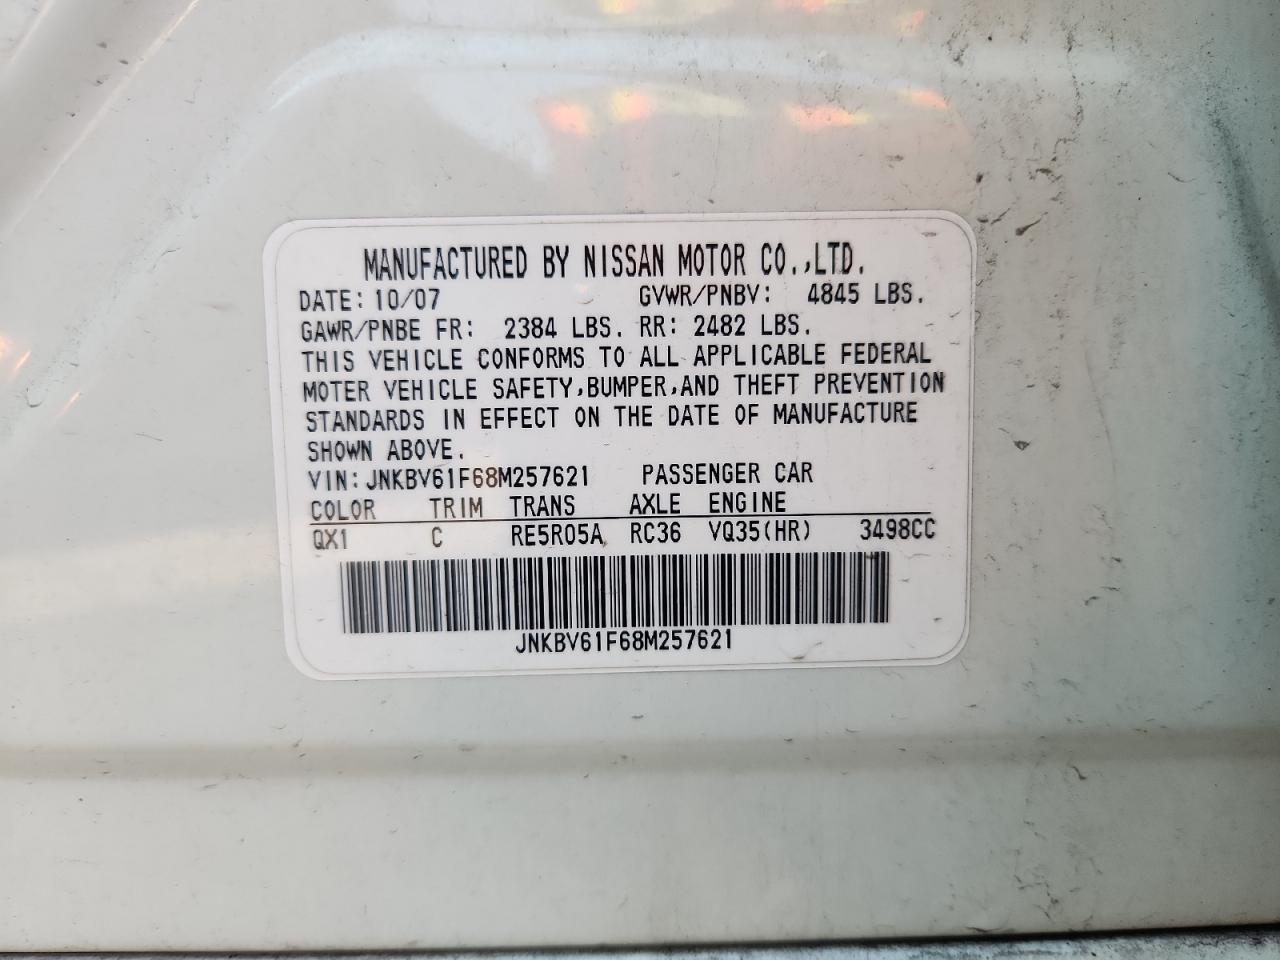 MANUFACTURED BY NISSAN MOTOR CO.,LTD.
DATE: 10/07 GVWR/PNBV: 4845 LBS.
GAWR/PNBE FR: 2384 LBS. RR: 2482 LBS.
THIS VEHICLE CONFORMS TO ALL APPLICABLE FEDERAL
MOTER VEHICLE SAFETY,BUMPER,AND THEFT PREVENTION
STANDARDS IN EFFECT ON THE DATE OF MANUFACTURE
SHOWN ABOVE.
VIN: JNKBV61F68M257621 PASSENGER CAR
COLOR TRIM TRANS AXLE ENGINE
QX1 C RE5R05A RC36 VQ35(HR) 3498CC
JNKBV61F68M257621